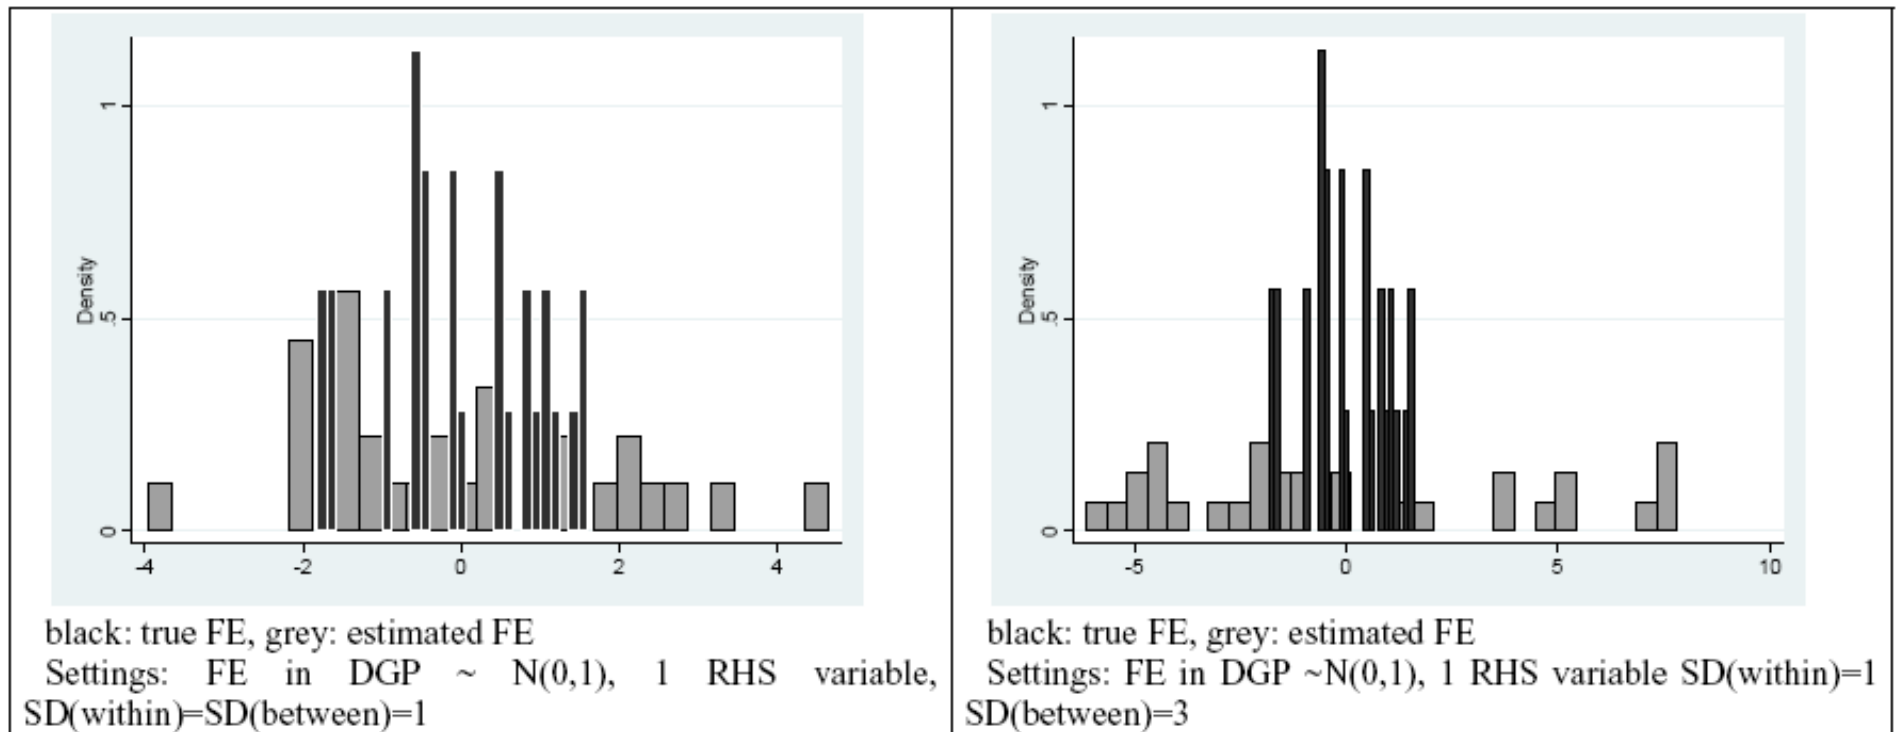 1
.5
0
Density
-4 -2 0 2 4
black: true FE, grey: estimated FE
Settings: FE in DGP ~ N(0,1), 1 RHS variable,
SD(within)=SD(between)=1
1
.5
0
Density
-5 0 5 10
black: true FE, grey: estimated FE
Settings: FE in DGP ~N(0,1), 1 RHS variable SD(within)=1
SD(between)=3